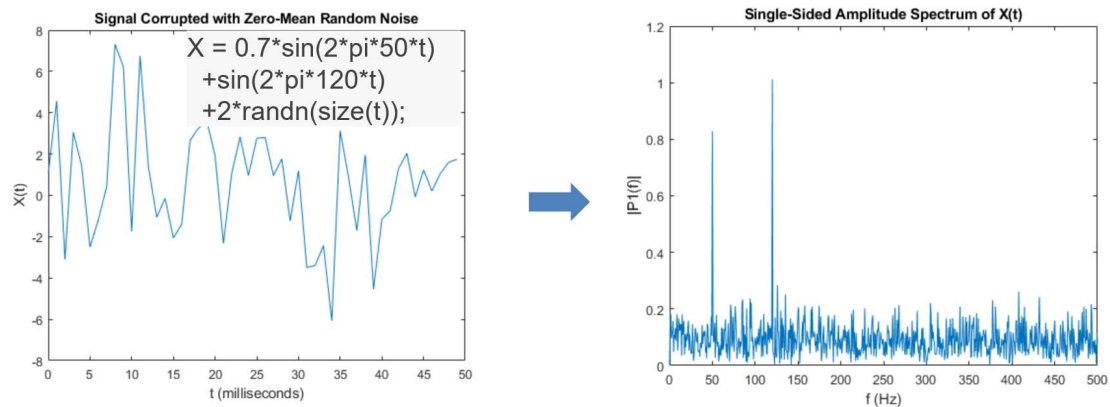 Signal Corrupted with Zero-Mean Random Noise
X = 0.7*sin(2*pi*50*t)
+sin(2*pi*120*t)
+2*randn(size(t));
8
6
4
2
0
-2
-4
-6
-8
X(t)
0 5 10 15 20 25 30 35 40 45 50
t (milliseconds)
Single-Sided Amplitude Spectrum of X(t)
1.2
1
0.8
0.6
0.4
0.2
0
|P1(f)|
0 50 100 150 200 250 300 350 400 450 500
f (Hz)